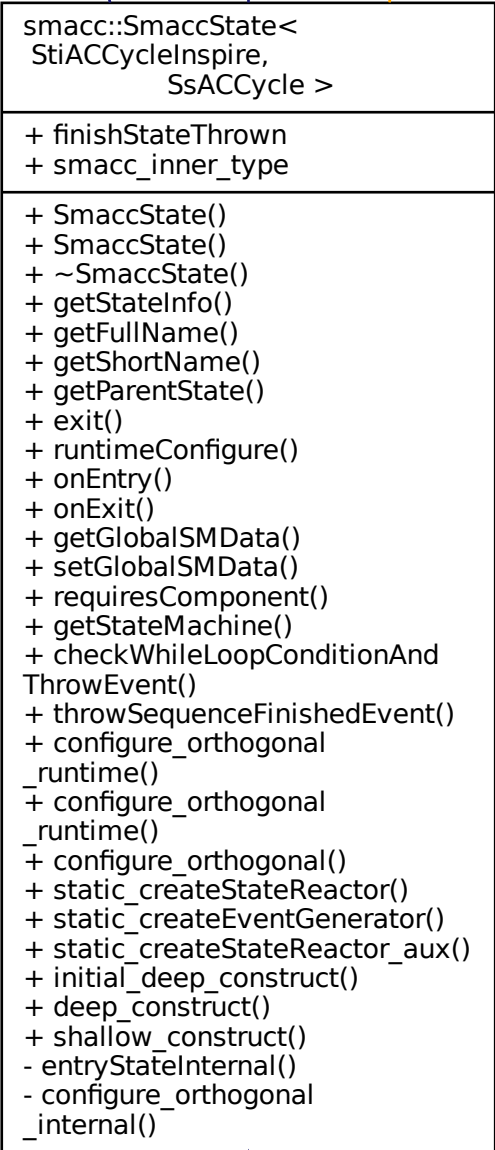 smacc::SmaccState<
StiACCycleInspire,
SsACCycle >
+ finishStateThrown
+ smacc_inner_type
+ SmaccState()
+ SmaccState()
+ ~SmaccState()
+ getStateInfo()
+ getFullName()
+ getShortName()
+ getParentState()
+ exit()
+ runtimeConfigure()
+ onEntry()
+ onExit()
+ getGlobalSMData()
+ setGlobalSMData()
+ requiresComponent()
+ getStateMachine()
+ checkWhileLoopConditionAnd
ThrowEvent()
+ throwSequenceFinishedEvent()
+ configure_orthogonal
_runtime()
+ configure_orthogonal
_runtime()
+ configure_orthogonal()
+ static_createStateReactor()
+ static_createEventGenerator()
+ static_createStateReactor_aux()
+ initial_deep_construct()
+ deep_construct()
+ shallow_construct()
- entryStateInternal()
- configure_orthogonal
_internal()